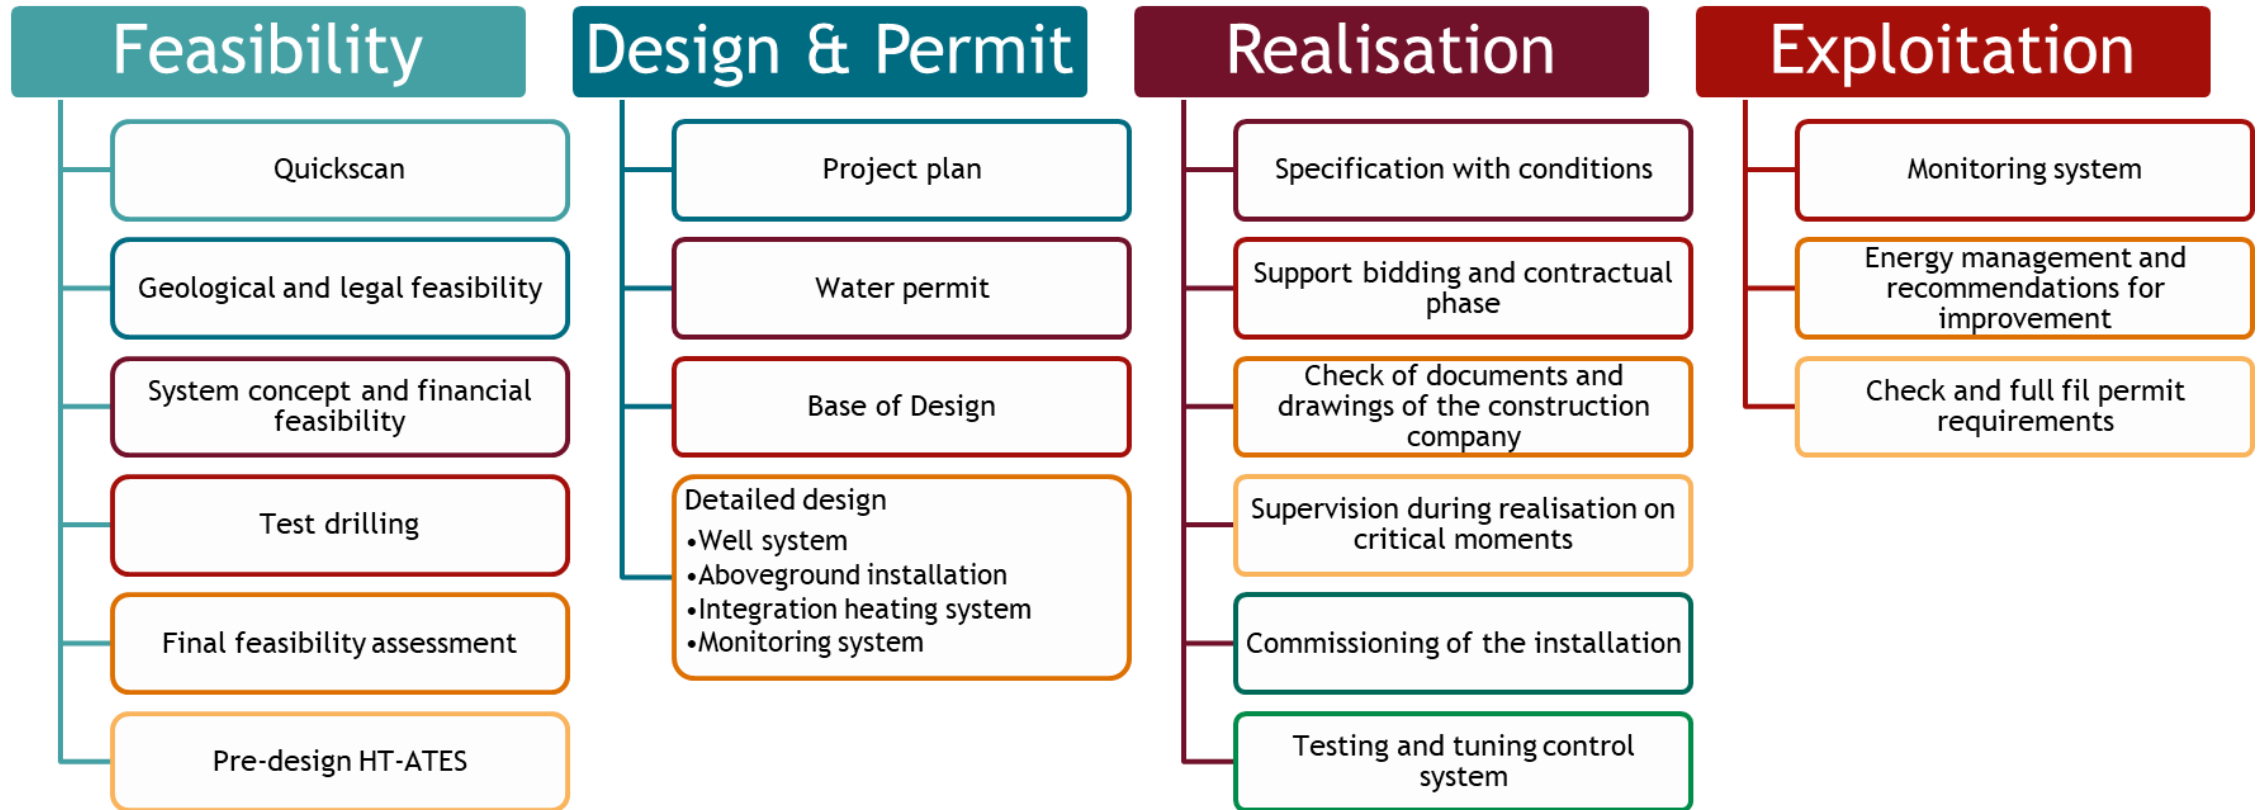 Feasibility
Quickscan
Geological and legal feasibility
System concept and financial
feasibility
Test drilling
Final feasibility assessment
Pre-design HT-ATES
Design & Permit
Project plan
Water permit
Base of Design
Detailed design
•Well system
•Aboveground installation
•Integration heating system
•Monitoring system
Realisation
Specification with conditions
Support bidding and contractual
phase
Check of documents and
drawings of the construction
company
Supervision during realisation on
critical moments
Commissioning of the installation
Testing and tuning control
system
Exploitation
Monitoring system
Energy management and
recommendations for
improvement
Check and full fil permit
requirements